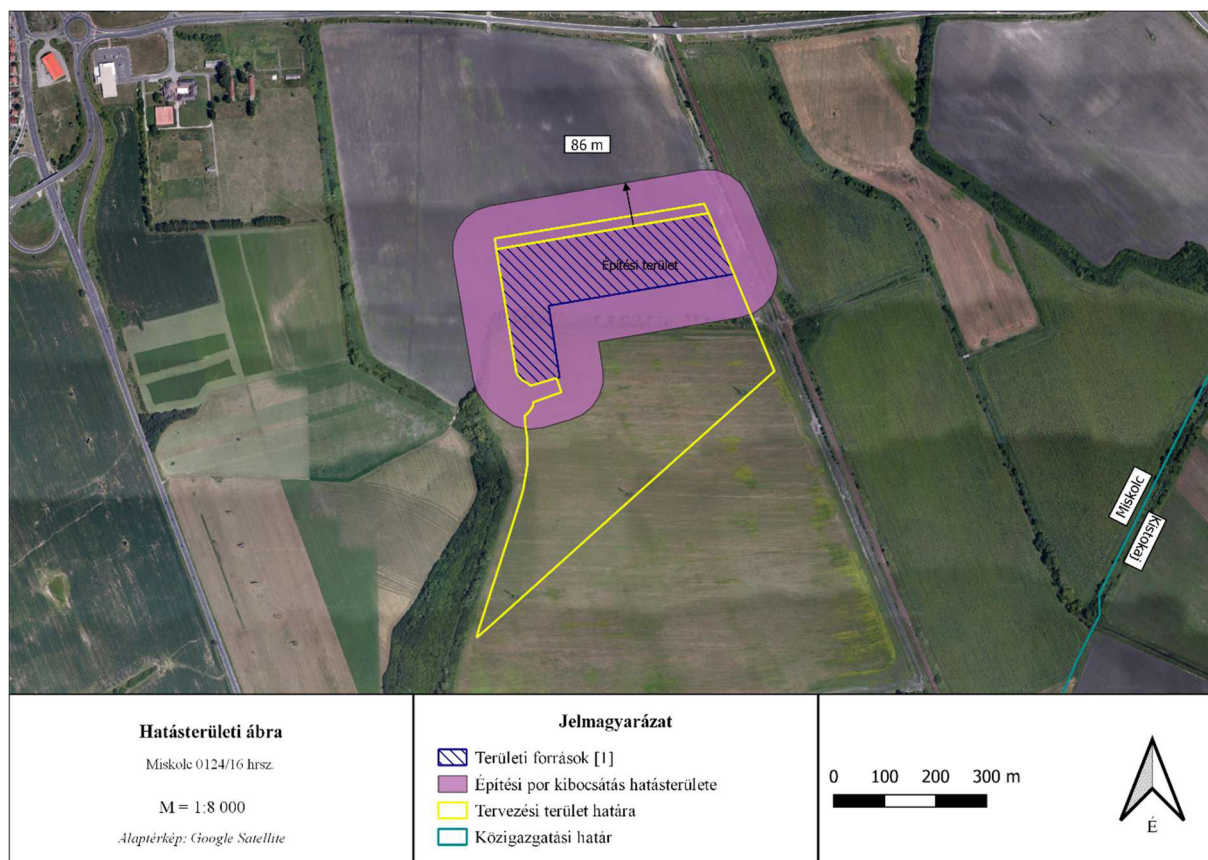 86 m
Építési terület
Miskolc
Kistokaj
Hatásterületi ábra
Miskolc 0124/16 hrsz.
M = 1:8 000
Alaptérkép: Google Satellite
Jelmagyarázat
Területi források [1]
Építési por kibocsátás hatásterülete
Tervezési terület határa
Közigazgatási határ
0 100 200 300 m
É